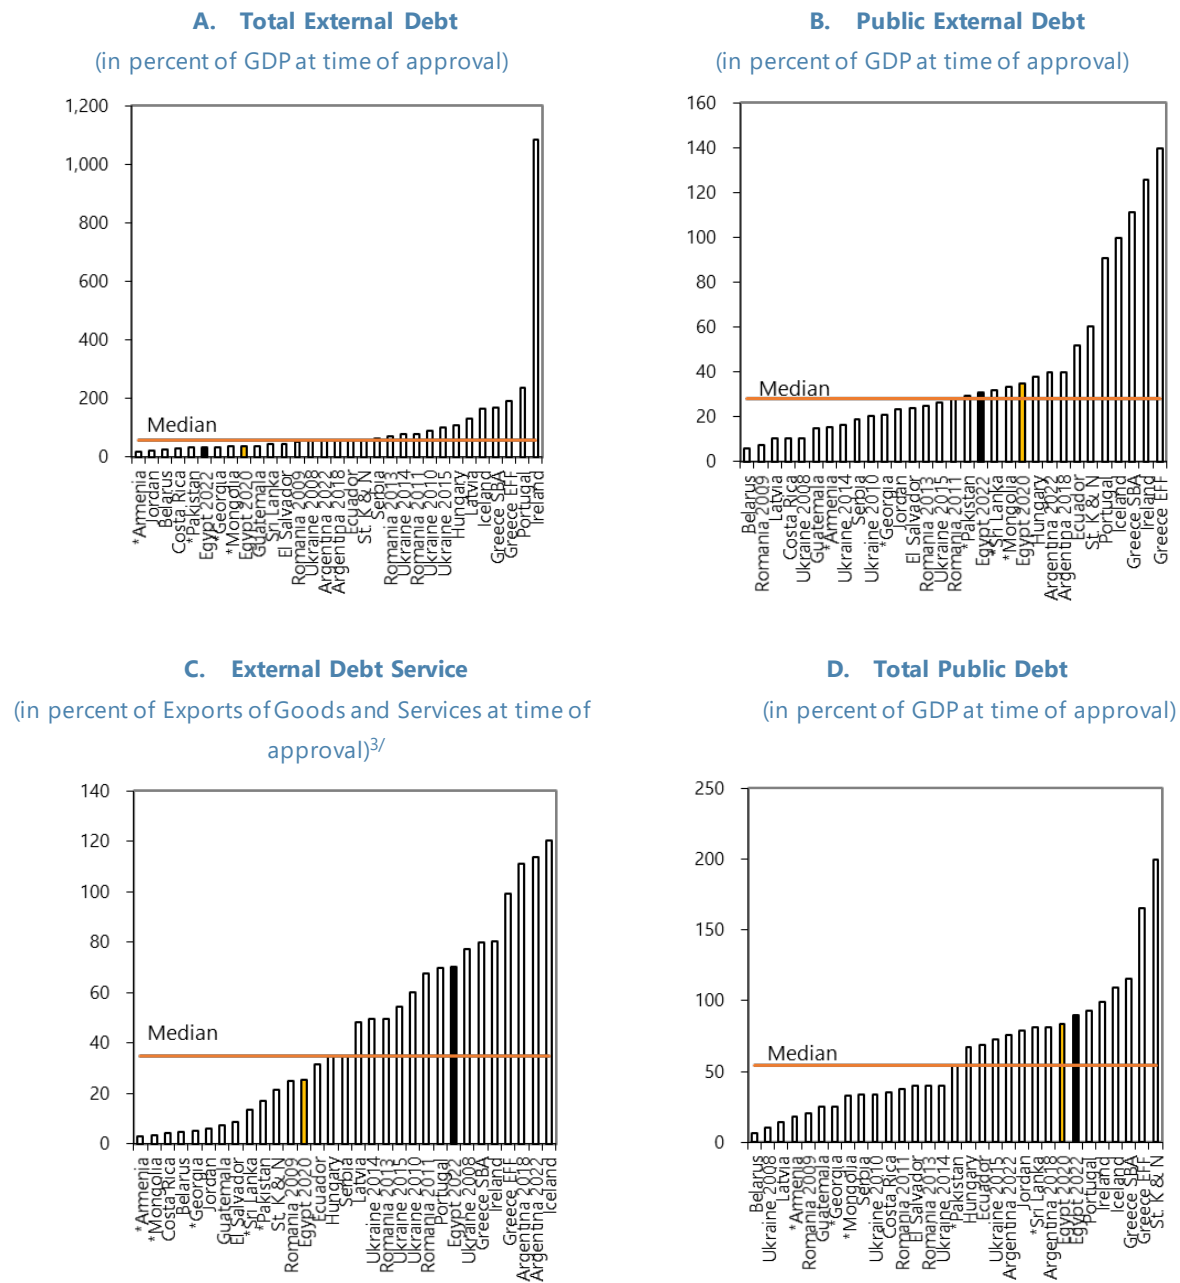 A. Total External Debt
(in percent of GDP at time of approval)
1,200
1,000
800
600
400
200
0
Median
*Armenia
Jordan
Belarus
Costa Rica
*Pakistan
Egypt 2022
*Georgia
*Mongolia
Egypt 2020
Guatemala
Sri Lanka
El Salvador
Romania 2009
Ukraine 2008
Argentina 2022
Argentina 2018
Ecuador
St. K & N
Serbia
Romania 2013
Ukraine 2014
Romania 2011
Ukraine 2010
Ukraine 2015
Hungary
Latvia
Iceland
Greece SBA
Greece EFF
Portugal
Ireland
B. Public External Debt
(in percent of GDP at time of approval)
160
140
120
100
80
60
40
20
0
Median
Belarus
Romania 2009
Latvia
Costa Rica
Ukraine 2008
Guatemala
*Armenia
Ukraine 2014
Serbia
Ukraine 2010
*Georgia
Jordan
El Salvador
Romania 2013
Ukraine 2015
Romania 2011
*Pakistan
Egypt 2022
*Sri Lanka
*Mongolia
Egypt 2020
Hungary
Argentina 2022
Argentina 2018
Ecuador
St. K & N
Portugal
Iceland
Greece SBA
Ireland
Greece EFF
C. External Debt Service
(in percent of Exports of Goods and Services at time of
approval)3/
140
120
100
80
60
40
20
0
Median
*Armenia
*Mongolia
Costa Rica
Belarus
*Georgia
Jordan
Guatemala
El Salvador
*Sri Lanka
*Pakistan
St. K & N
Romania 2009
Egypt 2020
Ecuador
Hungary
Serbia
Latvia
Ukraine 2014
Romania 2013
Ukraine 2015
Ukraine 2010
Romania 2011
Portugal
Egypt 2022
Ukraine 2008
Greece SBA
Ireland
Greece EFF
Argentina 2018
Argentina 2022
Iceland
D. Total Public Debt
(in percent of GDP at time of approval)
250
200
150
100
50
0
Median
Belarus
Ukraine 2008
Latvia
*Armenia
Romania 2009
Guatemala
*Georgia
*Mongolia
Serbia
Ukraine 2010
Costa Rica
Romania 2011
El Salvador
Romania 2013
Ukraine 2014
*Pakistan
Hungary
Ecuador
Ukraine 2015
Argentina 2022
Jordan
*Sri Lanka
Argentina 2018
Egypt 2020
Egypt 2022
Portugal
Ireland
Iceland
Greece SBA
Greece EFF
St. K & N